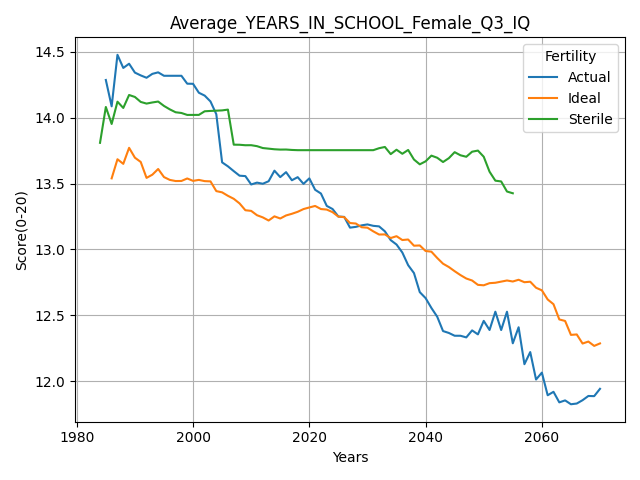 Average_YEARS_IN_SCHOOL_Female_Q3_IQ
Score(0-20)
14.5
14.0
13.5
13.0
12.5
12.0
Fertility
Actual
Ideal
Sterile
1980
2000
2020
2040
2060
Years